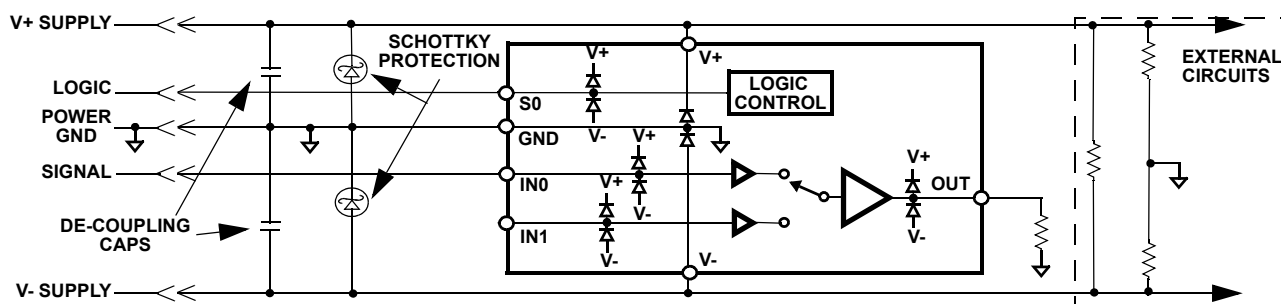 V+ SUPPLY
LOGIC
POWER
GND
SIGNAL
DE-COUPLING
CAPS
V- SUPPLY
SCHOTTKY
PROTECTION
S0
GND
IN0
IN1
V+
V-
V+
V-
V+
V-
V+
LOGIC
CONTROL
V+
V-
OUT
V-
EXTERNAL
CIRCUITS